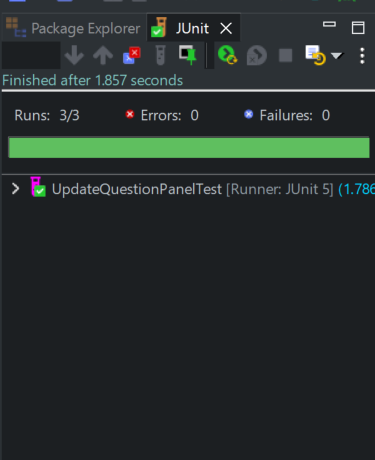 Package Explorer JUnit
Finished after 1.857 seconds
Runs: 3/3 Errors: 0 Failures: 0
UpdateQuestionPanelTest [Runner: JUnit 5] (1.786